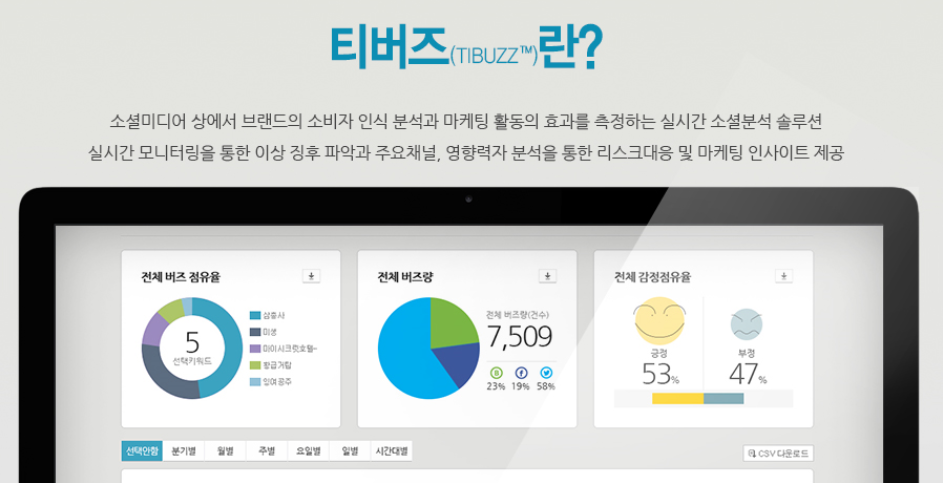 티버즈(TIBUZZ™)란?
소셜미디어 상에서 브랜드의 소비자 인식 분석과 마케팅 활동의 효과를 측정하는 실시간 소셜분석 솔루션
실시간 모니터링을 통한 이상 징후 파악과 주요채널, 영향력자 분석을 통한 리스크대응 및 마케팅 인사이트 제공
전체 버즈 점유율
5
선택키워드
삼총사
미생
마이시크릿호텔~
황금거탑
잉여공주
전체 버즈량
전체 버즈량(건수)
7,509
23% 19% 58%
전체 감정점유율
긍정
53%
부정
47%
선택안함 분기별 월별 주별 요일별 일별 시간대별
CSV 다운로드